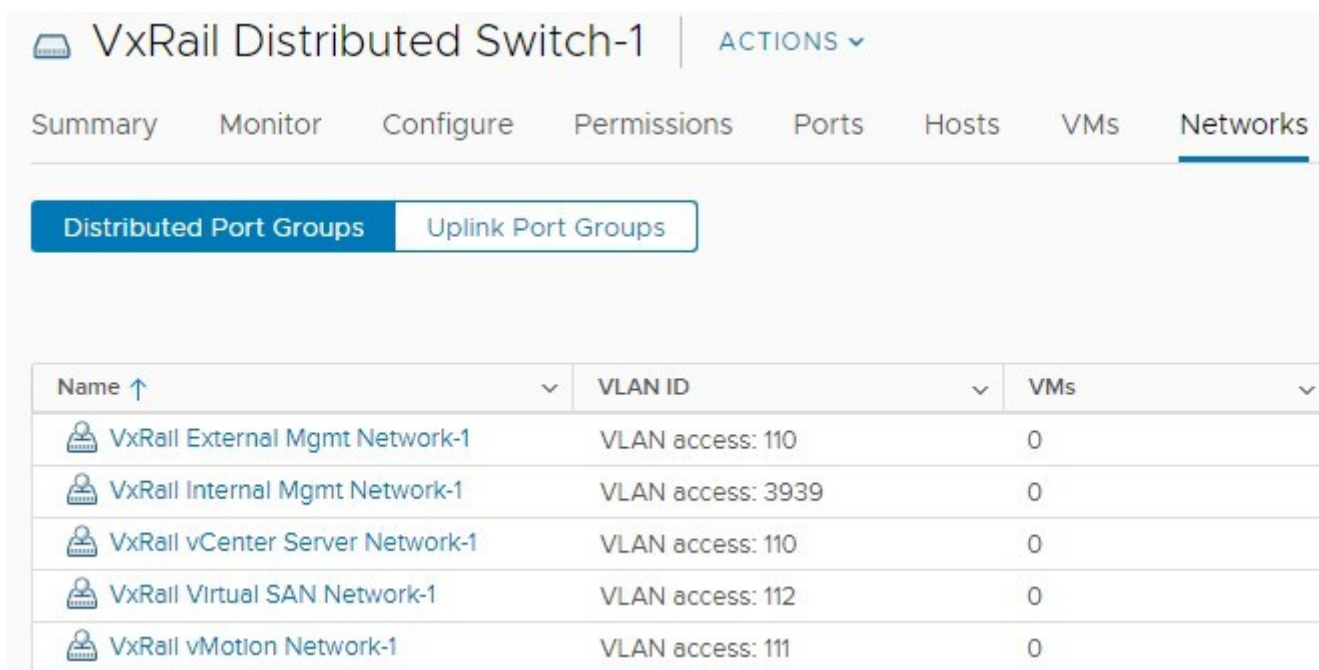 VxRail Distributed Switch-1 ACTIONS
Summary Monitor Configure Permissions Ports Hosts VMs Networks
Distributed Port Groups Uplink Port Groups
Name VLAN ID VMs
VxRail External Mgmt Network-1 VLAN access: 110 0
VxRail Internal Mgmt Network-1 VLAN access: 3939 0
VxRail vCenter Server Network-1 VLAN access: 110 0
VxRail Virtual SAN Network-1 VLAN access: 112 0
VxRail vMotion Network-1 VLAN access: 111 0